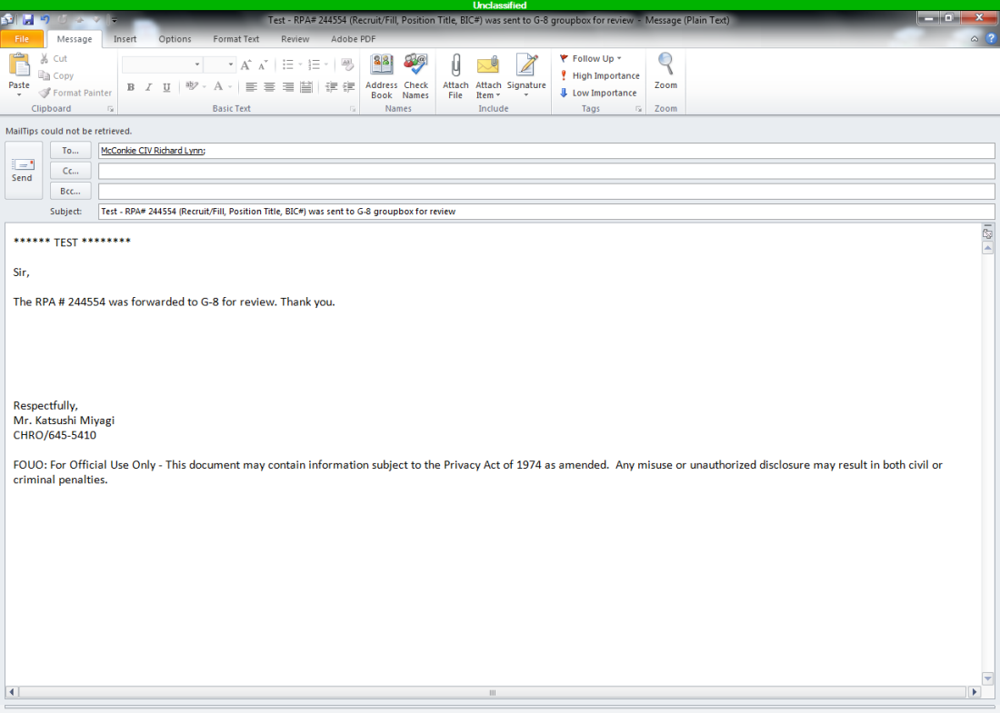 Unclassified
Test - RPA# 244554 (Recruit/Fill, Position Title, BIC#) was sent to G-8 groupbox for review - Message (Plain Text)
File Message Insert Options Format Text Review Adobe PDF
Paste
Cut
Copy
Format Painter
Clipboard
B I U
Basic Text
Address Book
Check Names
Names
Attach File
Attach Item
Signature
Include
Follow Up
High Importance
Low Importance
Tags
Zoom
Zoom
MailTips could not be retrieved.
Send
To... McConkie CIV Richard Lynn;
Cc...
Bcc...
Subject: Test - RPA# 244554 (Recruit/Fill, Position Title, BIC#) was sent to G-8 groupbox for review
****** TEST ********
Sir,
The RPA # 244554 was forwarded to G-8 for review. Thank you.
Respectfully,
Mr. Katsushi Miyagi
CHRO/645-5410
FOUO: For Official Use Only - This document may contain information subject to the Privacy Act of 1974 as amended.  Any misuse or unauthorized disclosure may result in both civil or
criminal penalties.